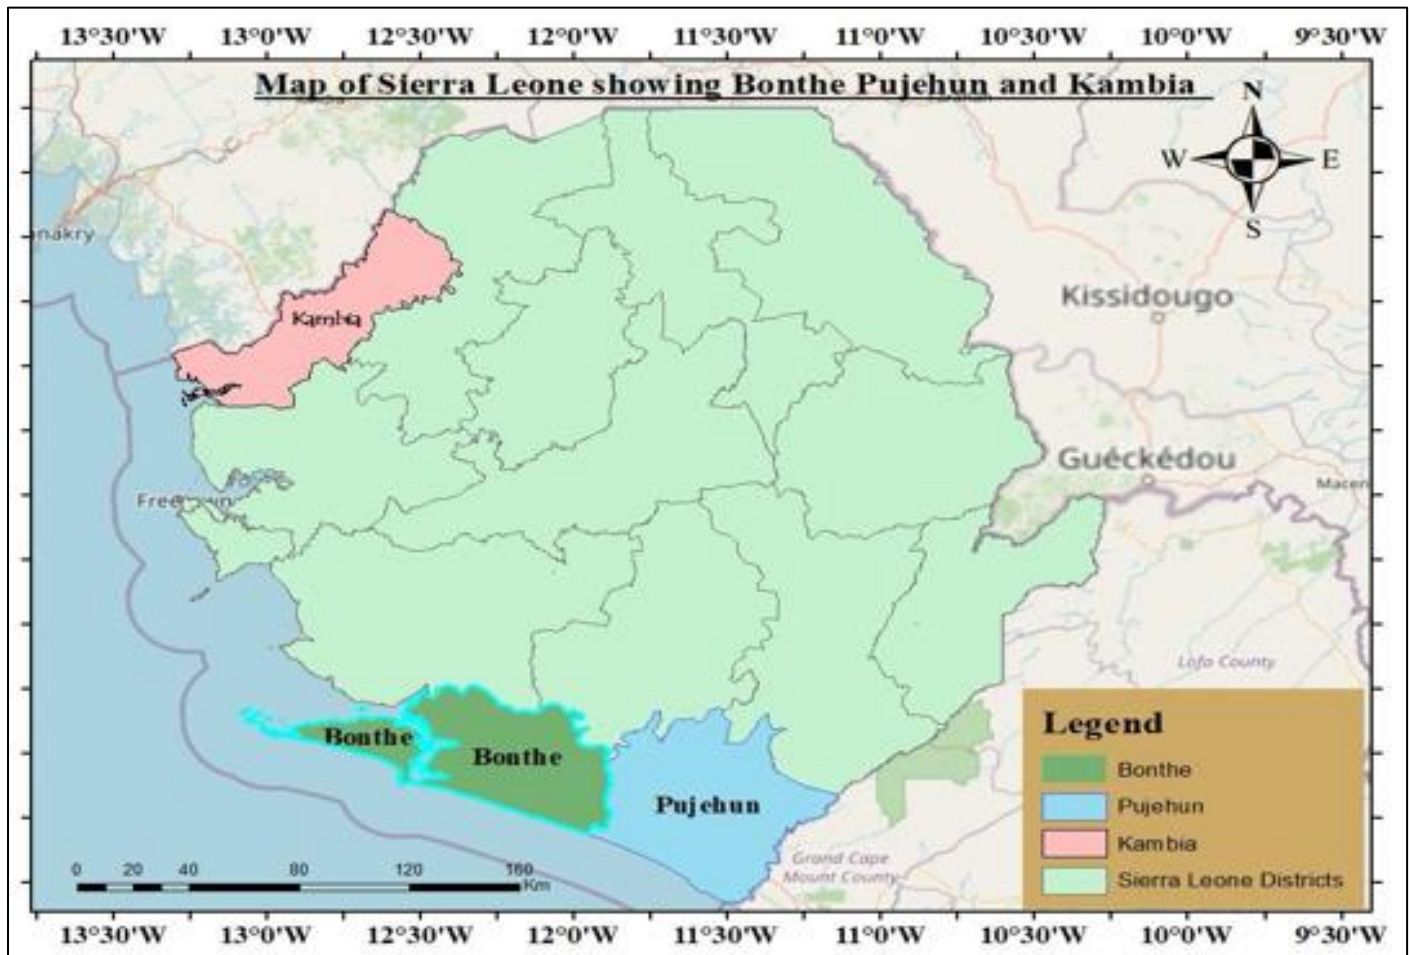 13°30'W 13°0'W 12°30'W 12°0'W 11°30'W 11°0'W 10°30'W 10°0'W 9°30'W
Map of Sierra Leone showing Bonthe Pujehun and Kambia
N
W E
S
nakry
Kissidougo
Kambia
Guéckédou
Macen
Lofa County
Bonthe
Bonthe
Pujehun
Grand Cape
Mount County
Legend
Bonthe
Pujehun
Kambia
Sierra Leone Districts
0 20 40 80 120 160
Km
13°30'W 13°0'W 12°30'W 12°0'W 11°30'W 11°0'W 10°30'W 10°0'W 9°30'W